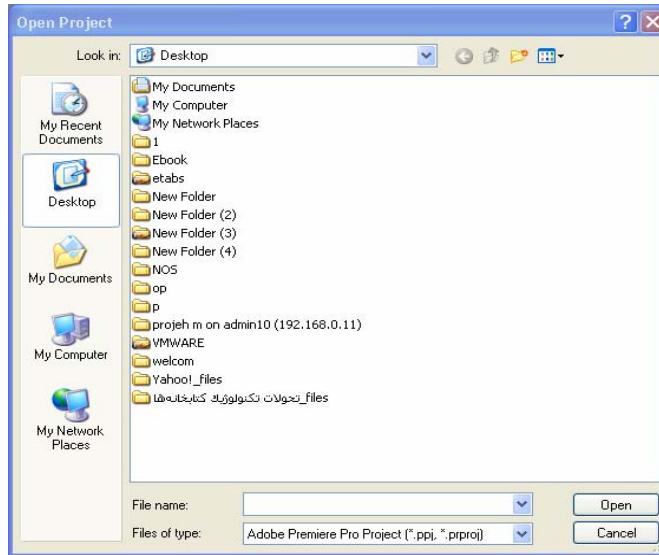 Open Project
Look in:
Desktop
My Recent
Documents
Desktop
My Documents
My Computer
My Network
Places
My Documents
My Computer
My Network Places
1
Ebook
etabs
New Folder
New Folder (2)
New Folder (3)
New Folder (4)
NOS
op
p
projeh m on admin10 (192.168.0.11)
VMWARE
welcom
Yahoo!_files
تحولات تكنولوژيك كتابخانه‌ها_files
File name:
Open
Files of type:
Adobe Premiere Pro Project (*.ppj, *.prproj)
Cancel